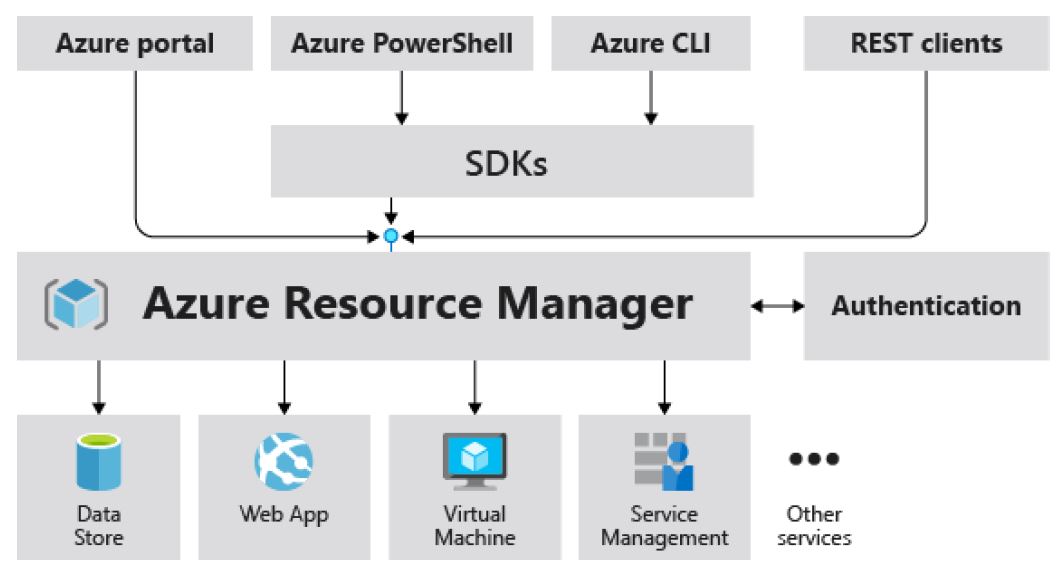 Azure portal
Azure PowerShell
Azure CLI
REST clients
SDKs
Azure Resource Manager
Authentication
Data
Store
Web App
Virtual
Machine
Service
Management
Other
services